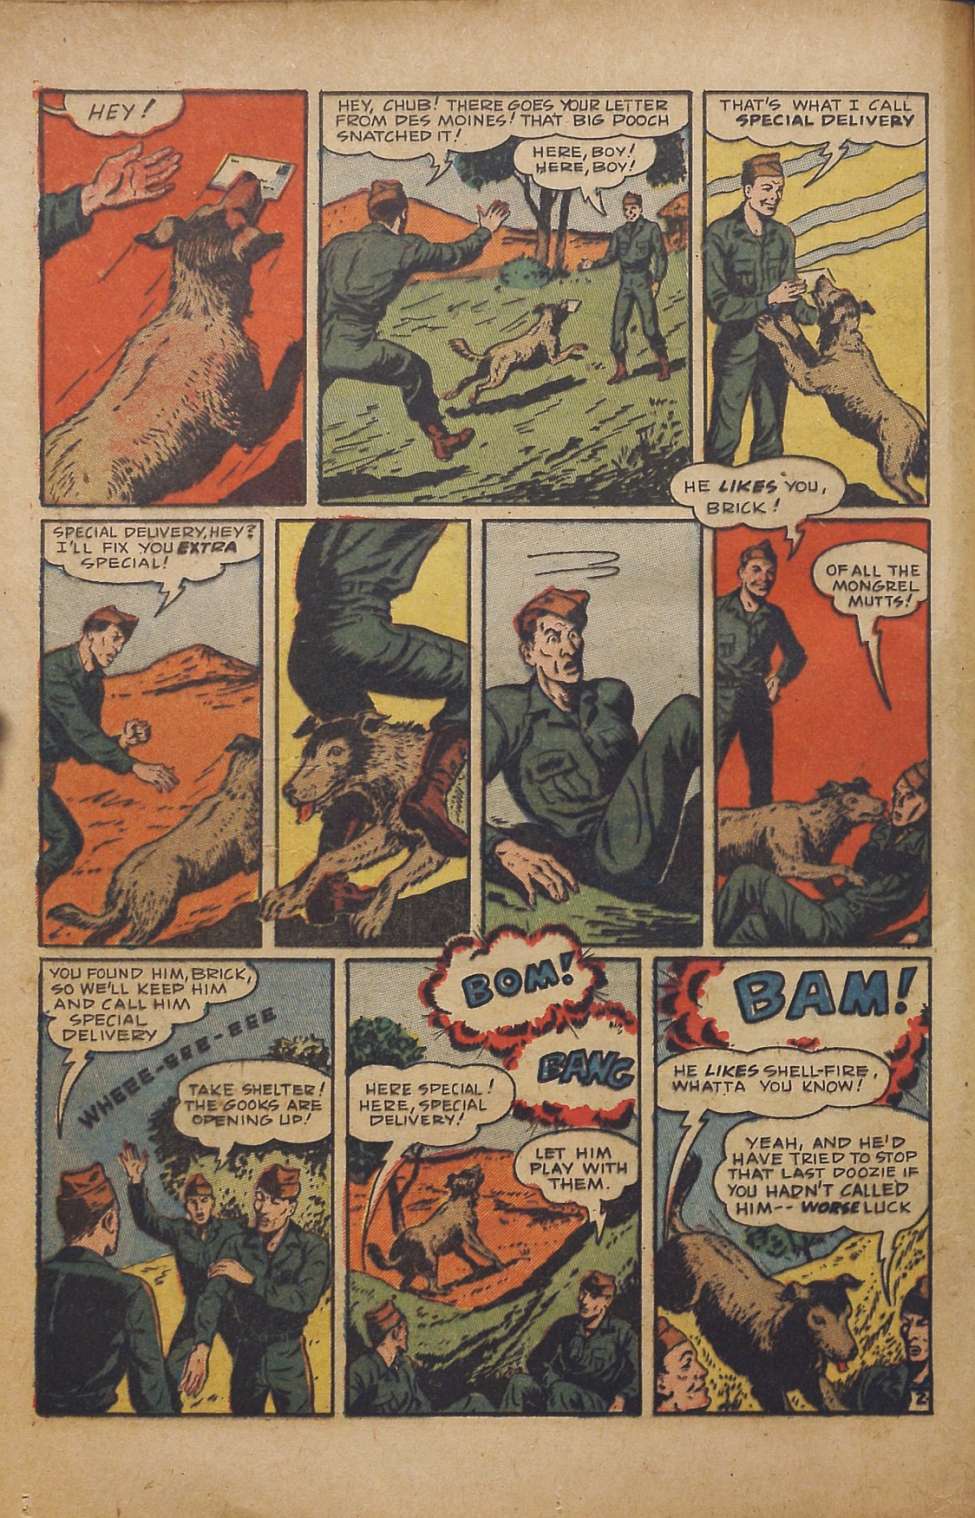 HEY!
HEY, CHUB! THERE GOES YOUR LETTER
FROM DES MOINES! THAT BIG POOCH
SNATCHED IT!
HERE, BOY!
HERE, BOY!
THAT'S WHAT I CALL
SPECIAL DELIVERY
SPECIAL DELIVERY, HEY?
I'LL FIX YOU EXTRA
SPECIAL!
HE LIKES YOU,
BRICK!
OF ALL THE
MONGREL
MUTTS!
YOU FOUND HIM, BRICK,
SO WE'LL KEEP HIM
AND CALL HIM
SPECIAL
DELIVERY
WHEEE-EEE-EEE
TAKE SHELTER!
THE GOOKS ARE
OPENING UP!
BOM!
BANG
HERE SPECIAL!
HERE, SPECIAL
DELIVERY!
LET HIM
PLAY WITH
THEM.
BAM!
HE LIKES SHELL-FIRE,
WHATTA YOU KNOW!
YEAH, AND HE'D
HAVE TRIED TO STOP
THAT LAST DOOZIE IF
YOU HADN'T CALLED
HIM-- WORSE LUCK
2